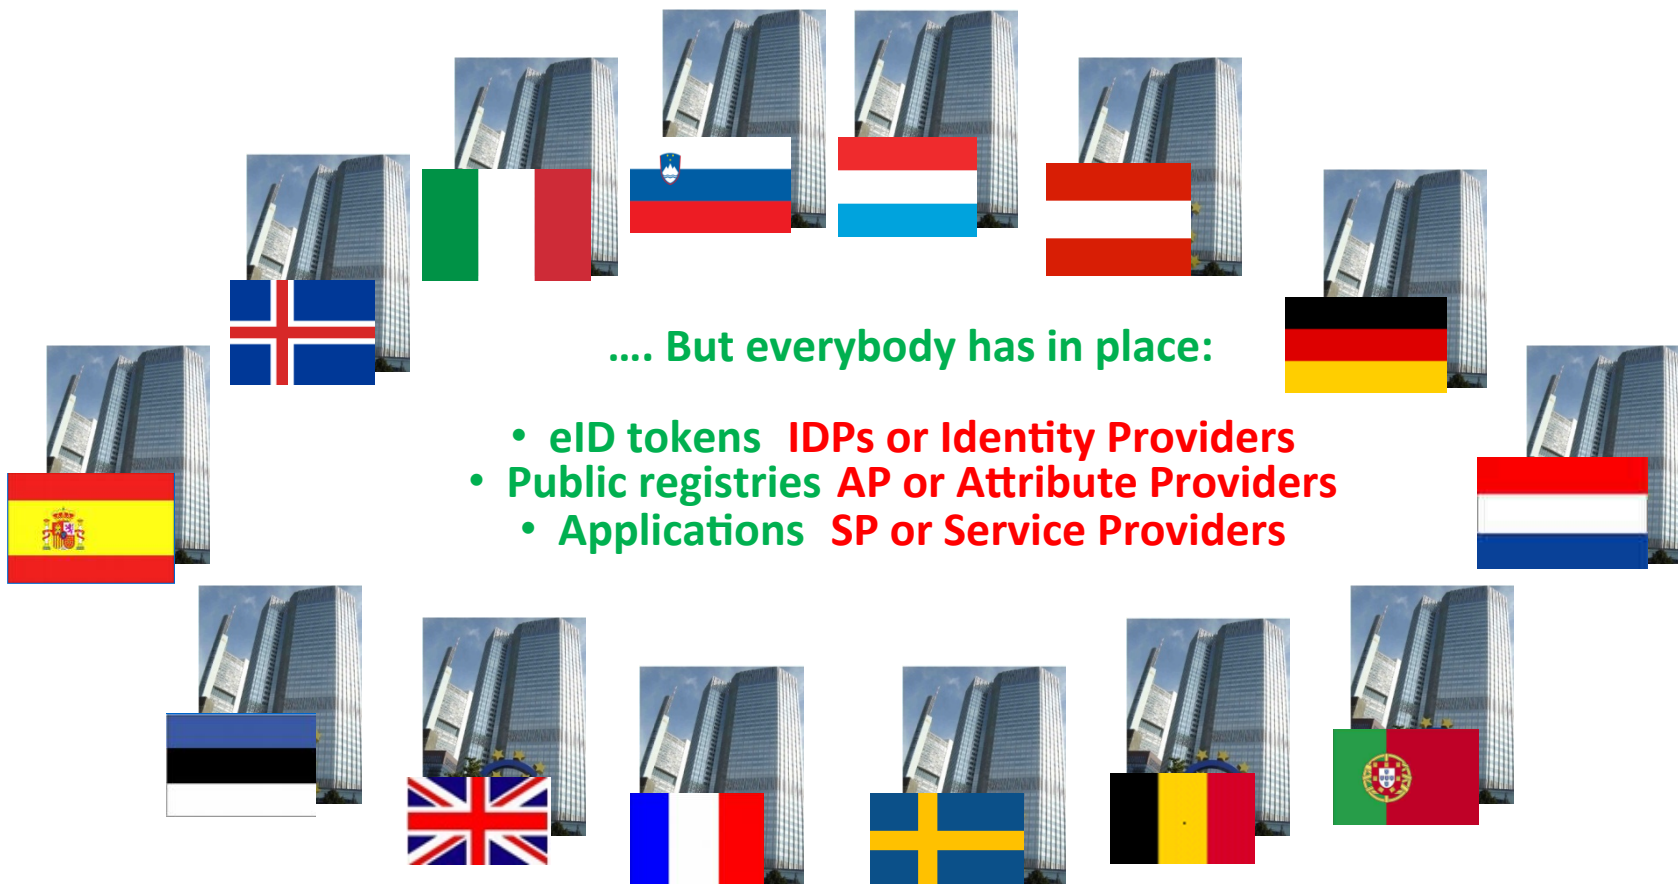 .... But everybody has in place:
• eID tokens IDPs or Identity Providers
• Public registries AP or Attribute Providers
• Applications SP or Service Providers